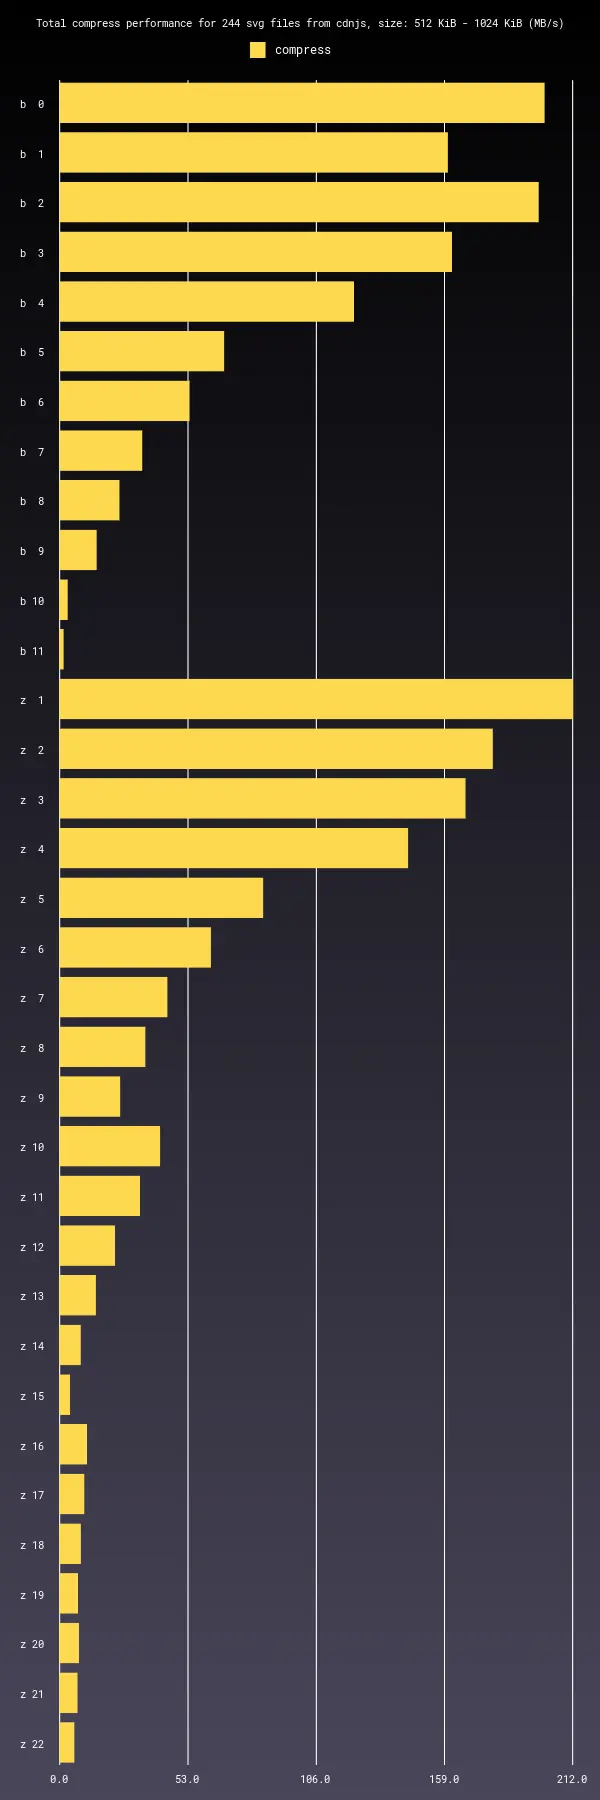 Total compress performance for 244 svg files from cdnjs, size: 512 KiB - 1024 KiB (MB/s)
compress
b 0
b 1
b 2
b 3
b 4
b 5
b 6
b 7
b 8
b 9
b 10
b 11
z 1
z 2
z 3
z 4
z 5
z 6
z 7
z 8
z 9
z 10
z 11
z 12
z 13
z 14
z 15
z 16
z 17
z 18
z 19
z 20
z 21
z 22
0.0 53.0 106.0 159.0 212.0